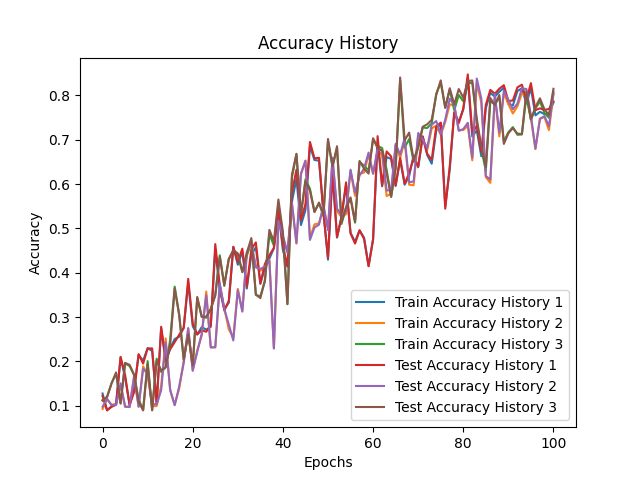 Accuracy History
Accuracy
0.8
0.7
0.6
0.5
0.4
0.3
0.2
0.1
0
20
40
60
80
100
Epochs
Train Accuracy History 1
Train Accuracy History 2
Train Accuracy History 3
Test Accuracy History 1
Test Accuracy History 2
Test Accuracy History 3